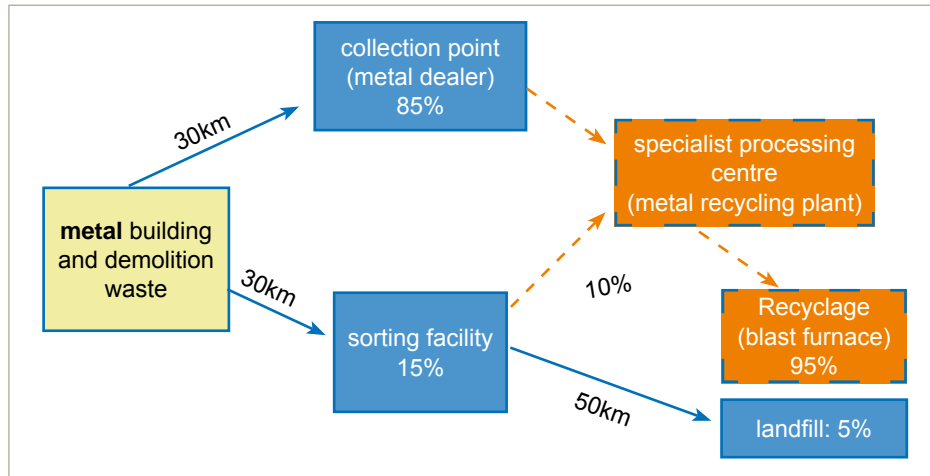 collection point
(metal dealer)
85%
30km
specialist processing
centre
(metal recycling plant)
metal building
and demolition
waste
30km
10%
sorting facility
15%
Recyclage
(blast furnace)
95%
50km
landfill: 5%